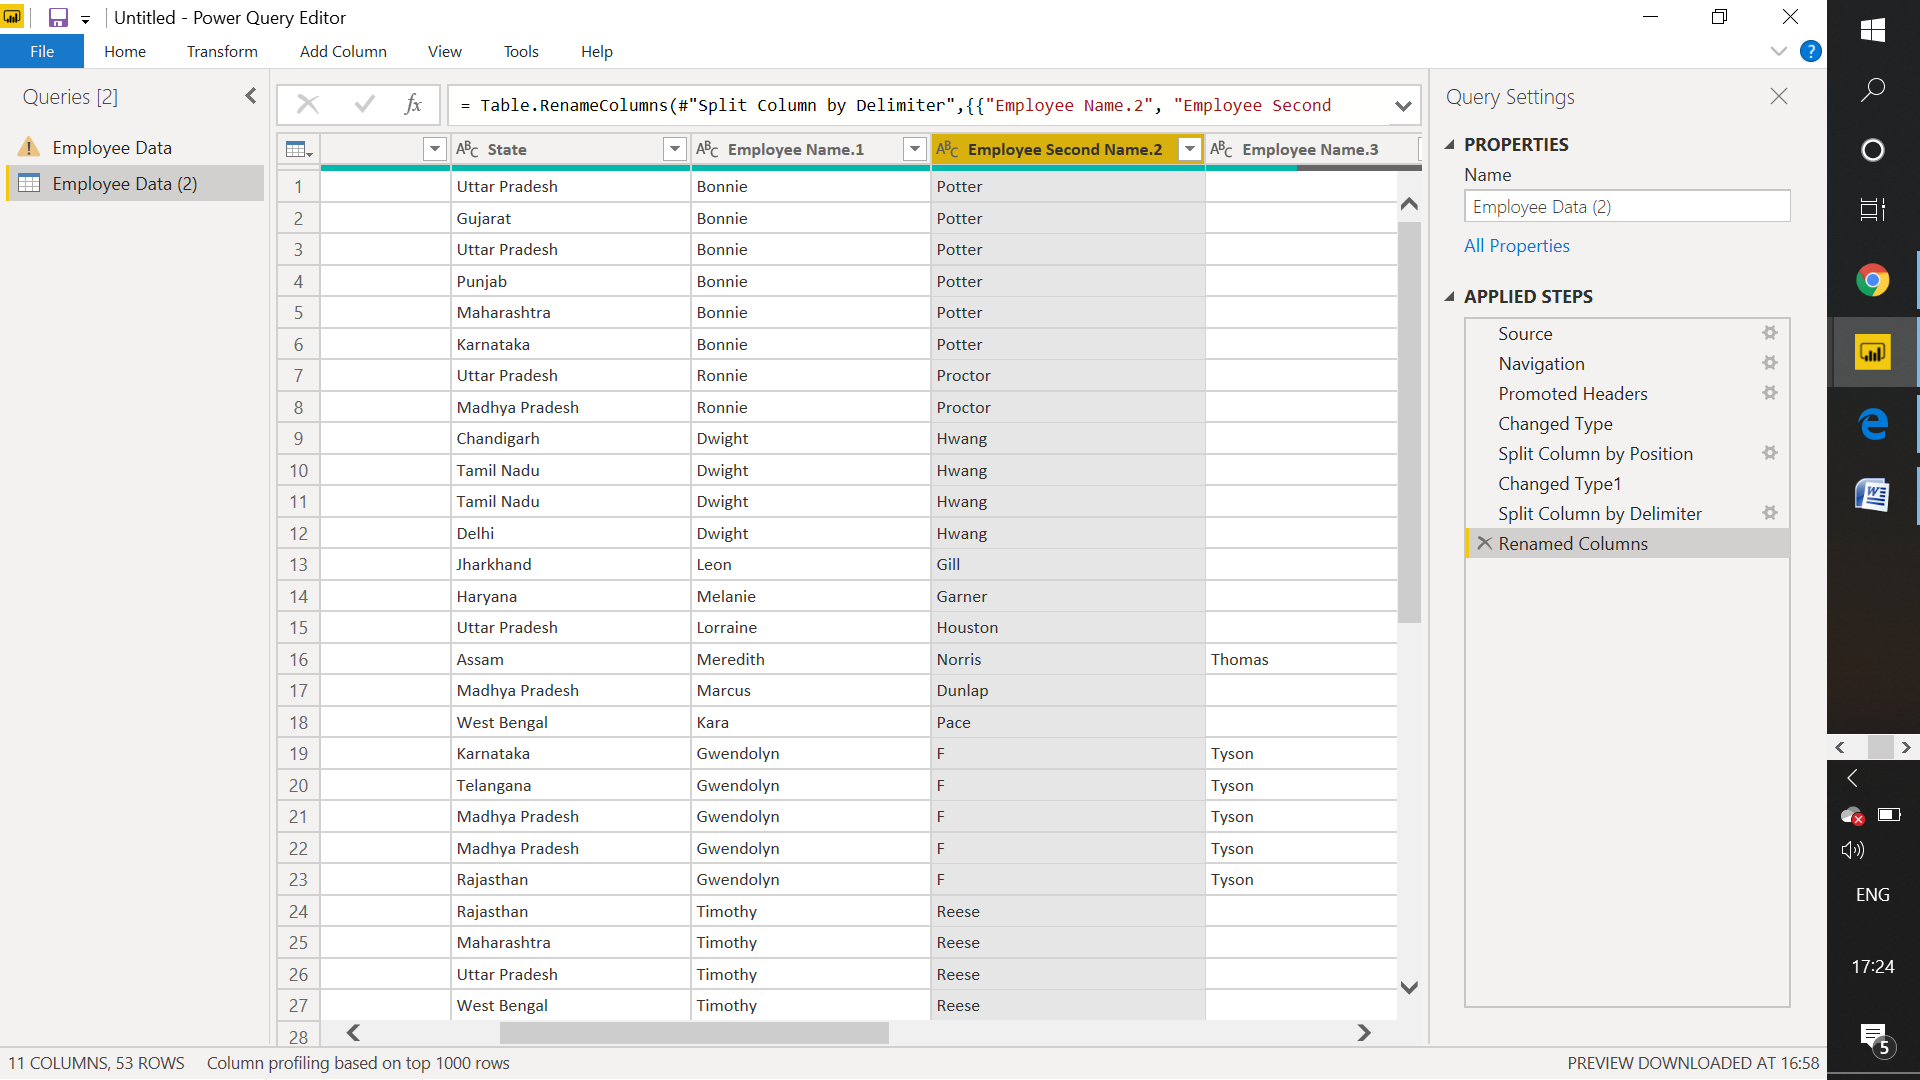 Untitled - Power Query Editor
File Home Transform Add Column View Tools Help
?
Queries [2]
Employee Data
Employee Data (2)
fx = Table.RenameColumns(#"Split Column by Delimiter",{{"Employee Name.2", "Employee Second
ABC State ABC Employee Name.1 ABC Employee Second Name.2 ABC Employee Name.3
1 Uttar Pradesh Bonnie Potter
2 Gujarat Bonnie Potter
3 Uttar Pradesh Bonnie Potter
4 Punjab Bonnie Potter
5 Maharashtra Bonnie Potter
6 Karnataka Bonnie Potter
7 Uttar Pradesh Ronnie Proctor
8 Madhya Pradesh Ronnie Proctor
9 Chandigarh Dwight Hwang
10 Tamil Nadu Dwight Hwang
11 Tamil Nadu Dwight Hwang
12 Delhi Dwight Hwang
13 Jharkhand Leon Gill
14 Haryana Melanie Garner
15 Uttar Pradesh Lorraine Houston
16 Assam Meredith Norris Thomas
17 Madhya Pradesh Marcus Dunlap
18 West Bengal Kara Pace
19 Karnataka Gwendolyn F Tyson
20 Telangana Gwendolyn F Tyson
21 Madhya Pradesh Gwendolyn F Tyson
22 Madhya Pradesh Gwendolyn F Tyson
23 Rajasthan Gwendolyn F Tyson
24 Rajasthan Timothy Reese
25 Maharashtra Timothy Reese
26 Uttar Pradesh Timothy Reese
27 West Bengal Timothy Reese
28
Query Settings
PROPERTIES
Name
Employee Data (2)
All Properties
APPLIED STEPS
Source
Navigation
Promoted Headers
Changed Type
Split Column by Position
Changed Type1
Split Column by Delimiter
Renamed Columns
11 COLUMNS, 53 ROWS Column profiling based on top 1000 rows
PREVIEW DOWNLOADED AT 16:58
ENG
17:24
5